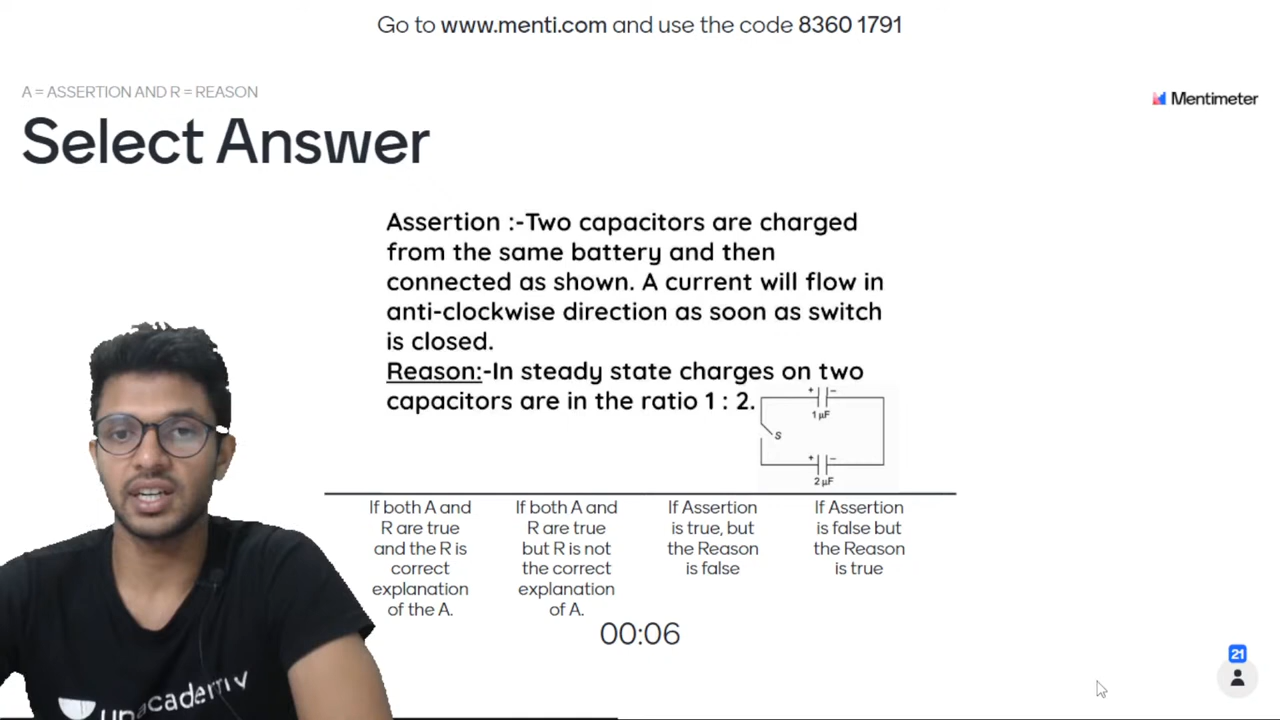 Go to www.menti.com and use the code 8360 1791
A = ASSERTION AND R = REASON
Mentimeter
Select Answer
Assertion :-Two capacitors are charged
from the same battery and then
connected as shown. A current will flow in
anti-clockwise direction as soon as switch
is closed.
Reason:-In steady state charges on two
capacitors are in the ratio 1 : 2.
+ −
1 μF
S
+ −
2 μF
If both A and
R are true
and the R is
correct
explanation
of the A.
If both A and
R are true
but R is not
the correct
explanation
of A.
If Assertion
is true, but
the Reason
is false
If Assertion
is false but
the Reason
is true
00:06
21
unacademy